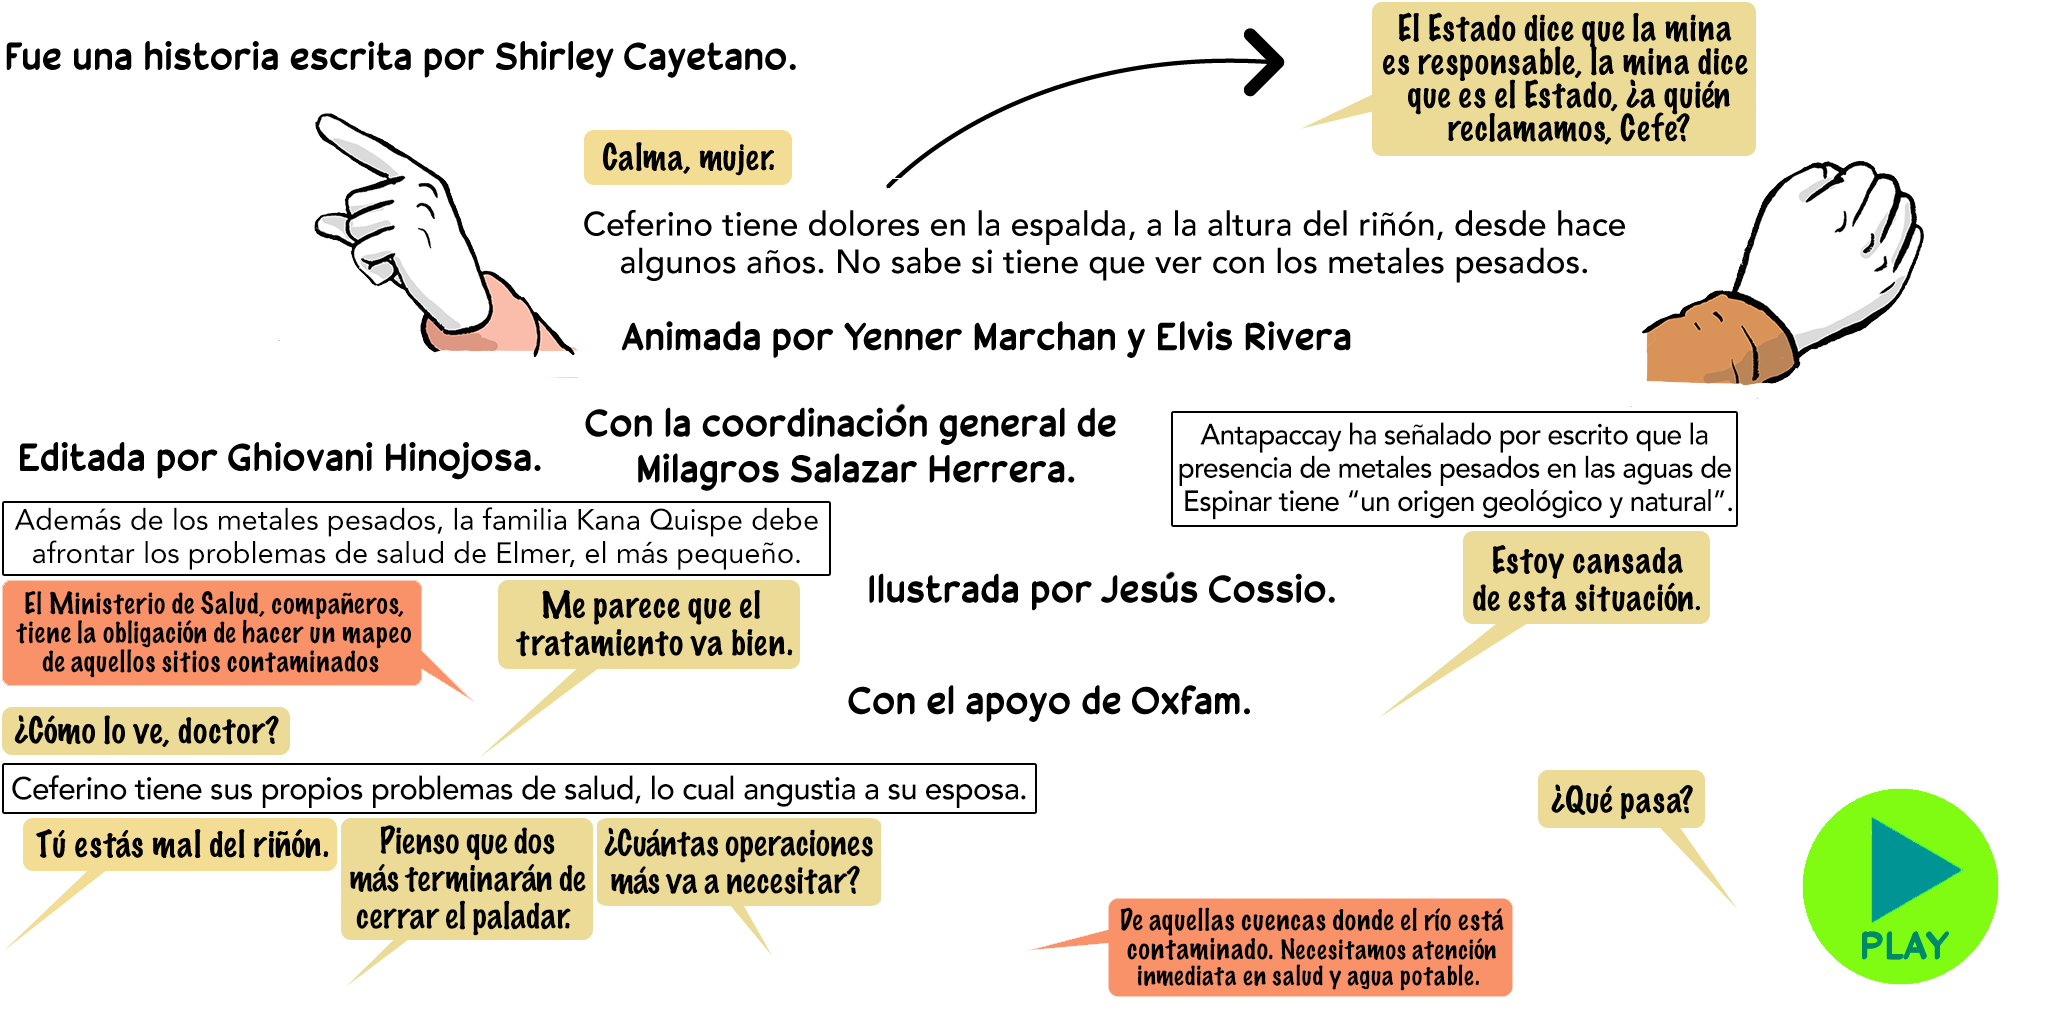 Fue una historia escrita por Shirley Cayetano.
El Estado dice que la mina
es responsable, la mina dice
que es el Estado, ¿a quién
reclamamos, Cefe?
Calma, mujer.
Ceferino tiene dolores en la espalda, a la altura del riñón, desde hace
algunos años. No sabe si tiene que ver con los metales pesados.
Animada por Yenner Marchan y Elvis Rivera
Con la coordinación general de
Milagros Salazar Herrera.
Editada por Ghiovani Hinojosa.
Antapaccay ha señalado por escrito que la
presencia de metales pesados en las aguas de
Espinar tiene “un origen geológico y natural”.
Además de los metales pesados, la familia Kana Quispe debe
afrontar los problemas de salud de Elmer, el más pequeño.
Estoy cansada
de esta situación.
Ilustrada por Jesús Cossio.
El Ministerio de Salud, compañeros,
tiene la obligación de hacer un mapeo
de aquellos sitios contaminados
Me parece que el
tratamiento va bien.
Con el apoyo de Oxfam.
¿Cómo lo ve, doctor?
Ceferino tiene sus propios problemas de salud, lo cual angustia a su esposa.
¿Qué pasa?
Tú estás mal del riñón.
Pienso que dos
más terminarán de
cerrar el paladar.
¿Cuántas operaciones
más va a necesitar?
De aquellas cuencas donde el río está
contaminado. Necesitamos atención
inmediata en salud y agua potable.
PLAY